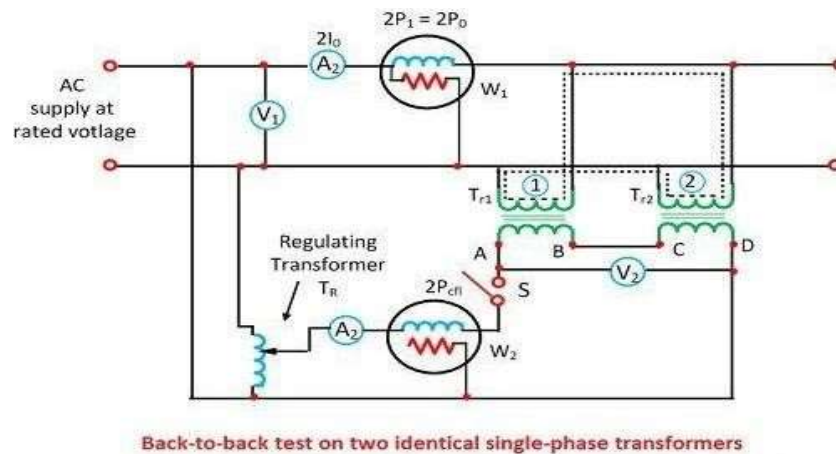 2P₁ = 2P₀
2I₀
A₂
W₁
AC
supply at
rated votlage
V₁
1
2
Tr1
Tr2
A
B
C
D
Regulating
Transformer
TR
2Pcfl
S
V₂
A₂
W₂
Back-to-back test on two identical single-phase transformers